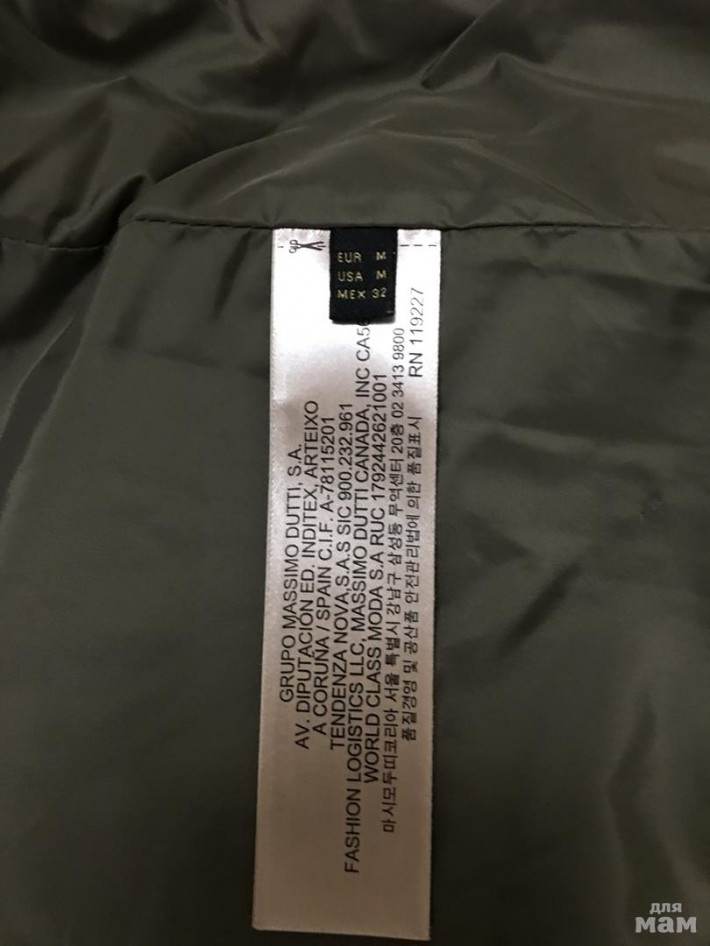 EUR M
USA M
MEX 32
GRUPO MASSIMO DUTTI, S.A.
AV. DIPUTACIÓN ED. INDITEX, ARTEIXO
A CORUÑA / SPAIN C.I.F. A-78115201
TENDENZA NOVA,S.A.S SIC 900.232.961
FASHION LOGISTICS LLC, MASSIMO DUTTI CANADA, INC
WORLD CLASS MODA S.A RUC 1792442621001
마시모두띠코리아 서울 특별시 강남구 삼성동 무역센터 20층 02 3413 9800
품질경영 및 공산품 안전관리법에 의한 품질표시
RN 119227
для
мам